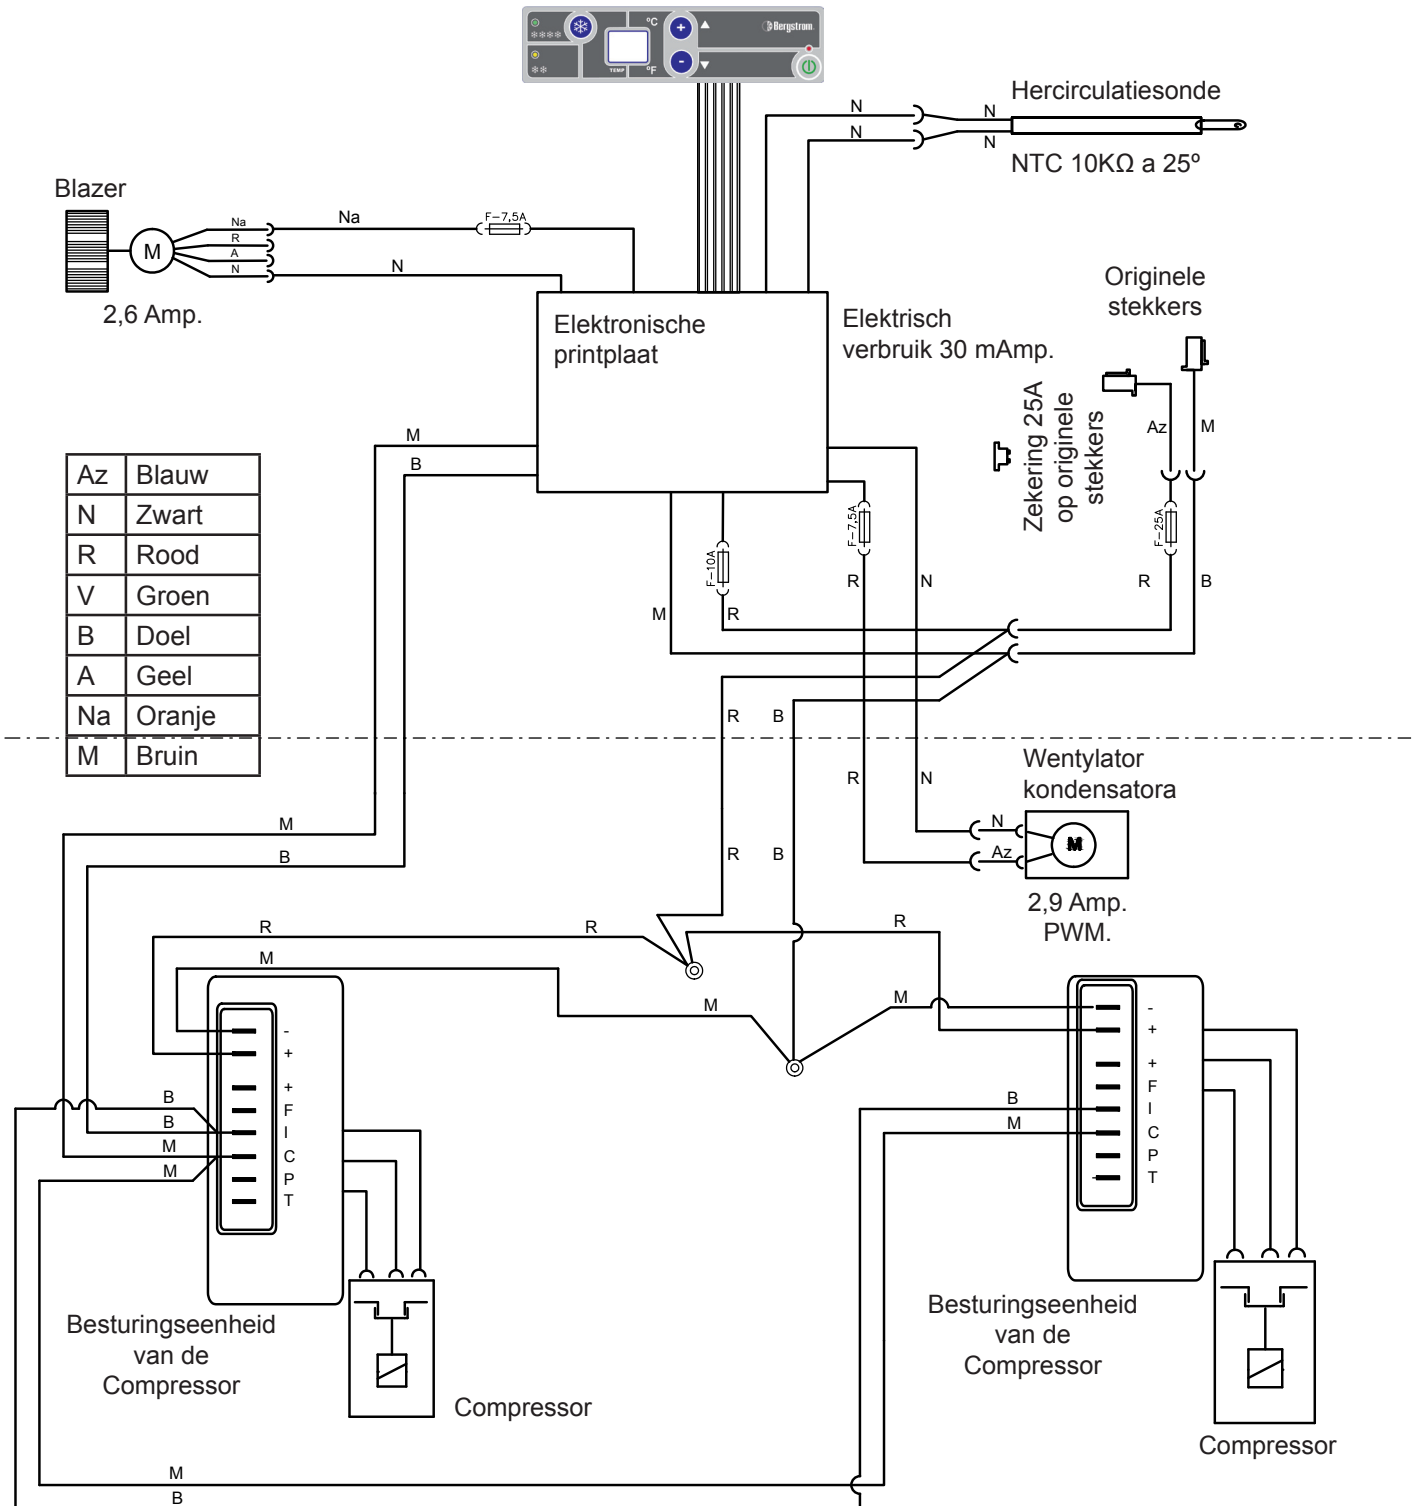 °C
Bergstrom
TEMP
°F
+
-
N
N
N
N
Hercirculatiesonde
NTC 10KΩ a 25º
Blazer
M
Na
R
A
N
Na
F-7,5A
N
2,6 Amp.
Elektronische
printplaat
Elektrisch
verbruik 30 mAmp.
Originele
stekkers
Zekering 25A
op originele
stekkers
Az
M
F-25A
R
B
M
B
F-10A
F-7,5A
M
R
R
N
Az Blauw
N Zwart
R Rood
V Groen
B Doel
A Geel
Na Oranje
M Bruin
R
B
R
N
Wentylator
kondensatora
N
Az
M
2,9 Amp.
PWM.
M
B
R
B
R
R
R
M
M
M
-
+
+
F
I
C
P
T
B
B
M
M
-
+
+
F
I
C
P
T
B
M
Besturingseenheid
van de
Compressor
Compressor
Besturingseenheid
van de
Compressor
Compressor
M
B